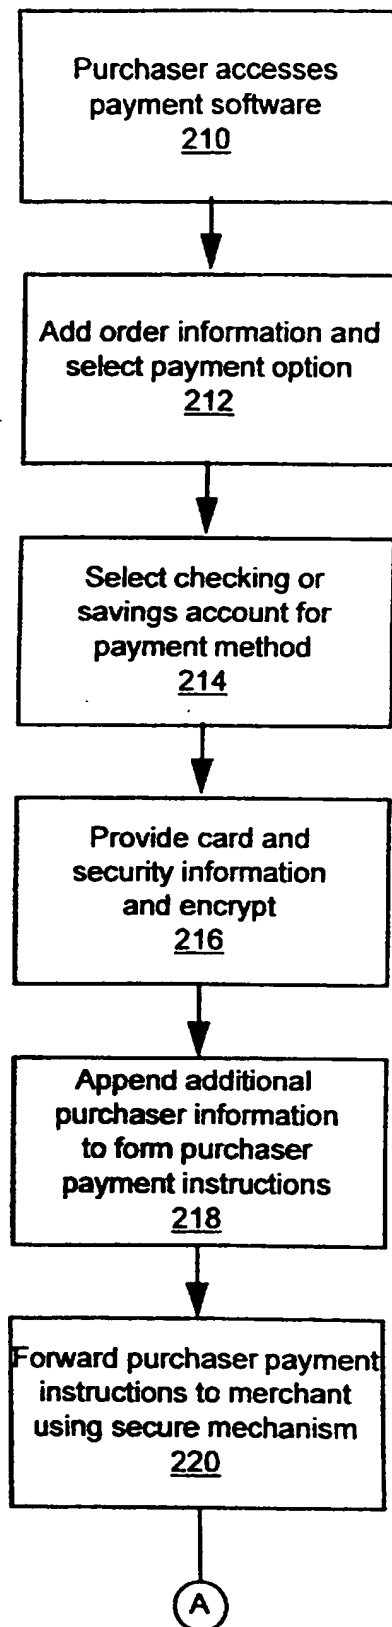 Purchaser accesses
payment software
210
Add order information and
select payment option
212
Select checking or
savings account for
payment method
214
Provide card and
security information
and encrypt
216
Append additional
purchaser information
to form purchaser
payment instructions
218
Forward purchaser payment
instructions to merchant
using secure mechanism
220
A